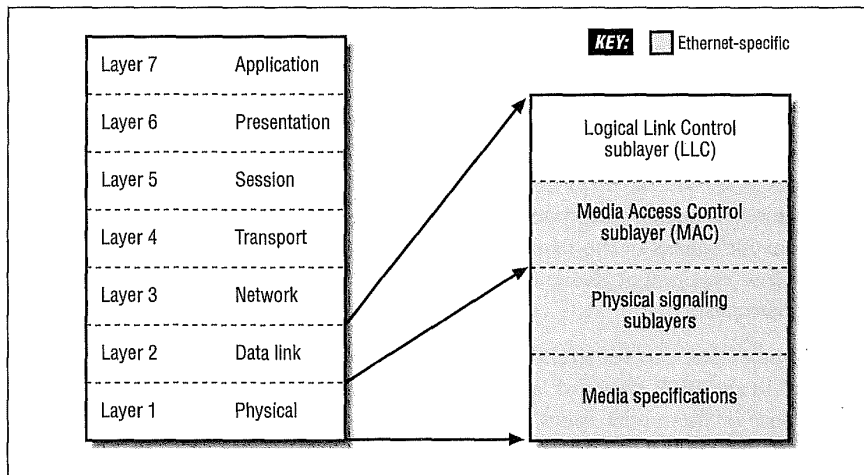 KEY: Ethernet-specific
Layer 7 Application
Layer 6 Presentation
Layer 5 Session
Layer 4 Transport
Layer 3 Network
Layer 2 Data link
Layer 1 Physical
Logical Link Control
sublayer (LLC)
Media Access Control
sublayer (MAC)
Physical signaling
sublayers
Media specifications